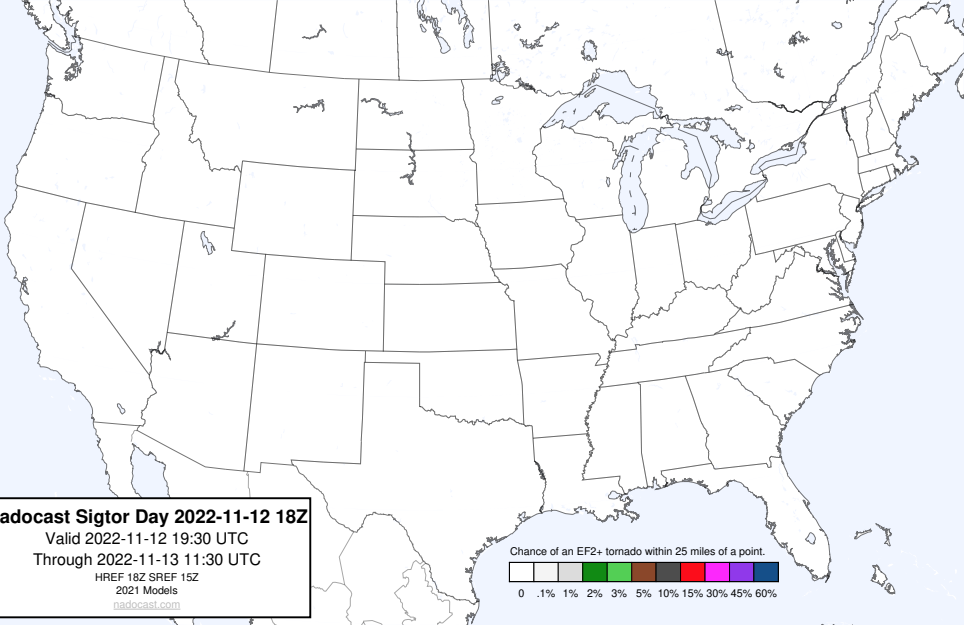 adocast Sigtor Day 2022-11-12 18Z
Valid 2022-11-12 19:30 UTC
Through 2022-11-13 11:30 UTC
HREF 18Z SREF 15Z
2021 Models
nadocast.com
Chance of an EF2+ tornado within 25 miles of a point.
0 .1% 1% 2% 3% 5% 10% 15% 30% 45% 60%